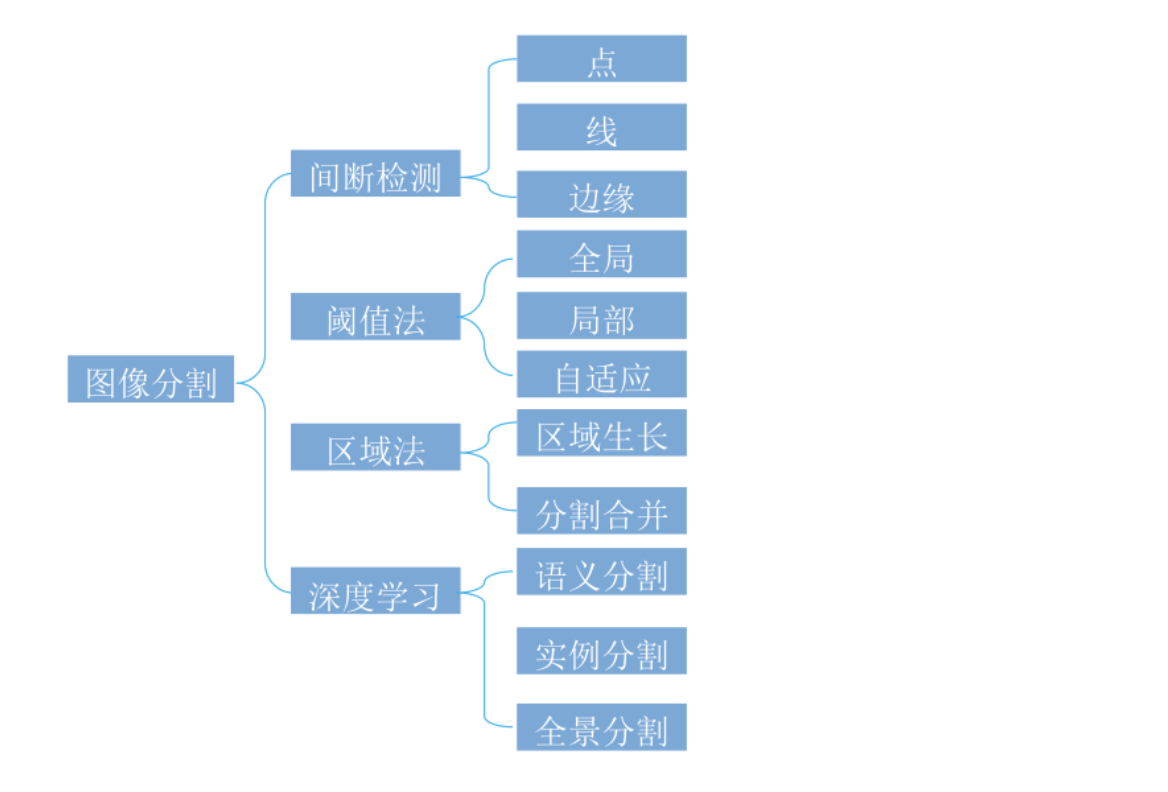 图像分割
间断检测
点
线
边缘
阈值法
全局
局部
自适应
区域法
区域生长
分割合并
深度学习
语义分割
实例分割
全景分割